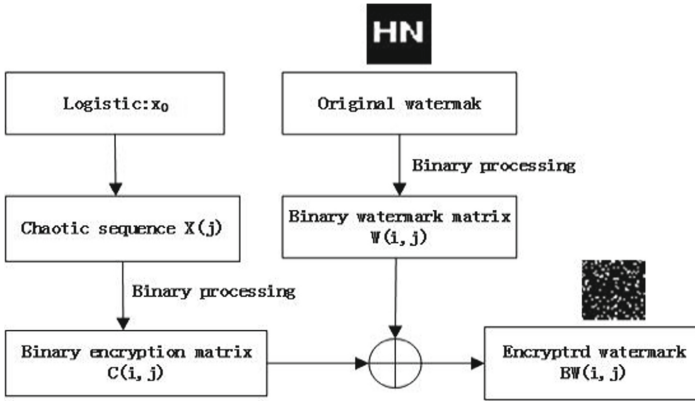 HN
Logistic:x₀
Original watermak
Binary processing
Chaotic sequence X(j)
Binary watermark matrix
W(i,j)
Binary processing
Binary encryption matrix
C(i,j)
Encryptrd watermark
BW(i,j)